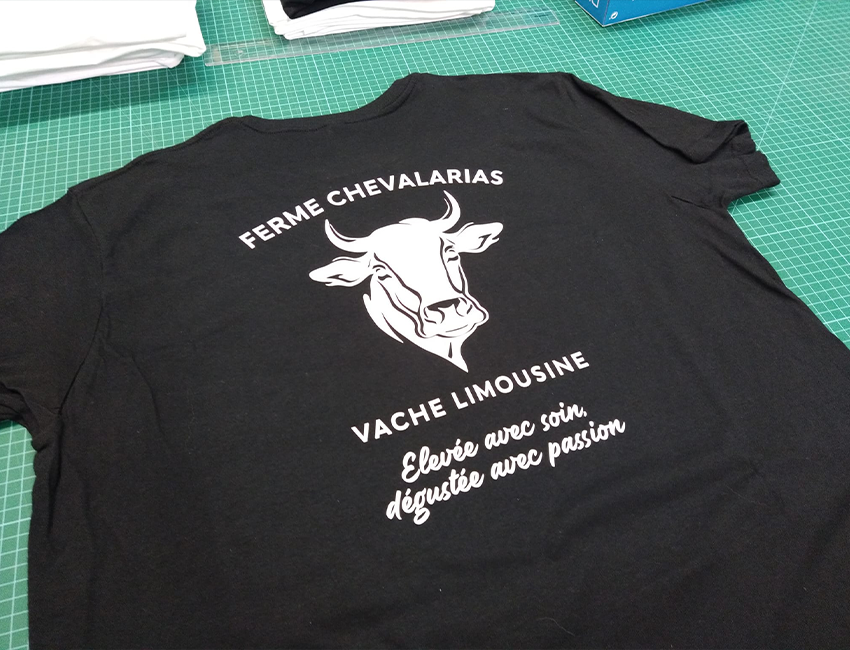 FERME CHEVALARIAS
VACHE LIMOUSINE
Elevée avec soin,
dégustée avec passion